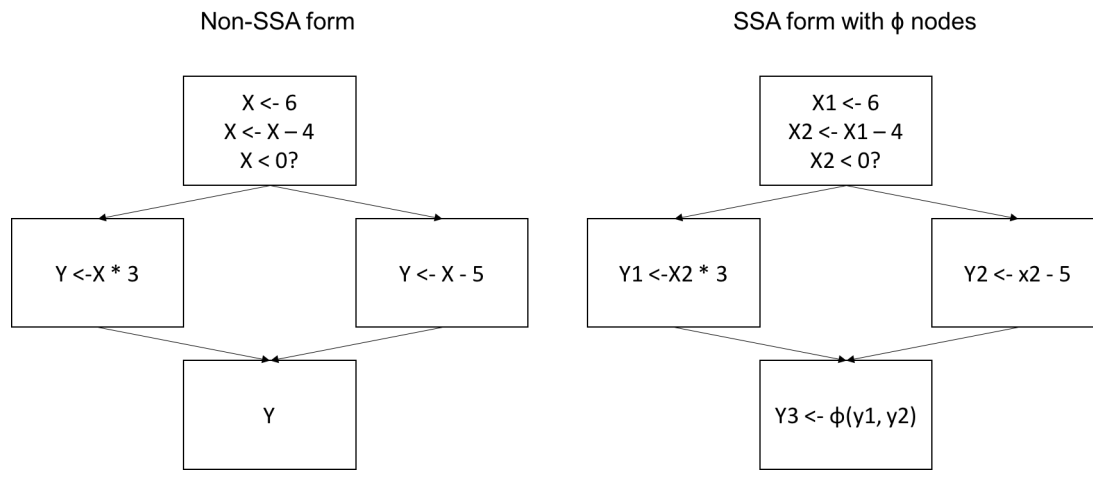 Non-SSA form
X <- 6
X <- X – 4
X < 0?
Y <-X * 3
Y <- X - 5
Y
SSA form with ϕ nodes
X1 <- 6
X2 <- X1 – 4
X2 < 0?
Y1 <-X2 * 3
Y2 <- x2 - 5
Y3 <- ϕ(y1, y2)